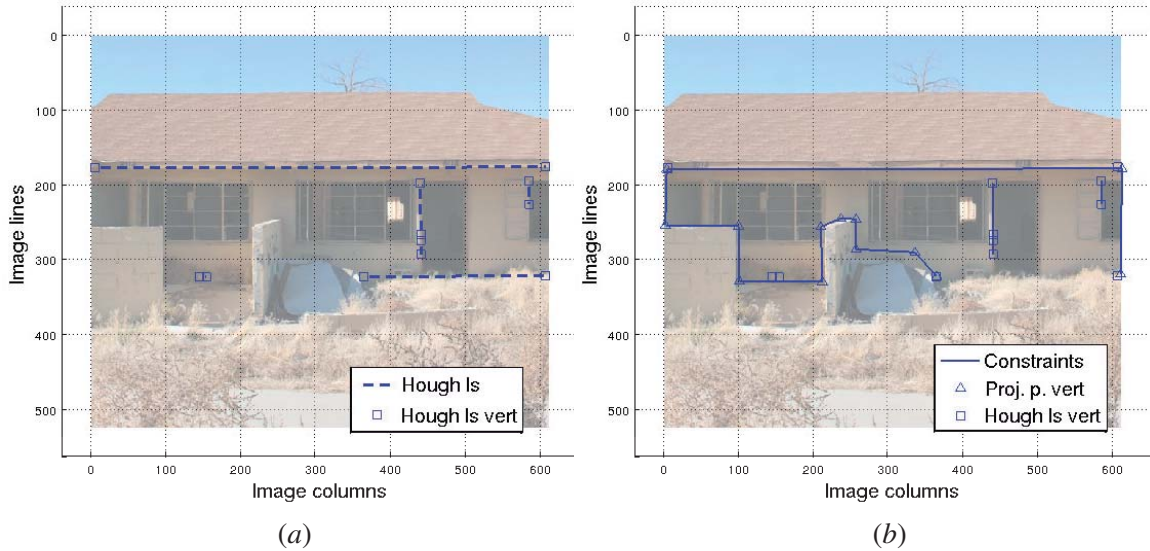 0
100
200
300
400
500
Image lines
0 100 200 300 400 500 600
Image columns
Hough ls
Hough ls vert
(a)
0
100
200
300
400
500
Image lines
0 100 200 300 400 500 600
Image columns
Constraints
Proj. p. vert
Hough ls vert
(b)